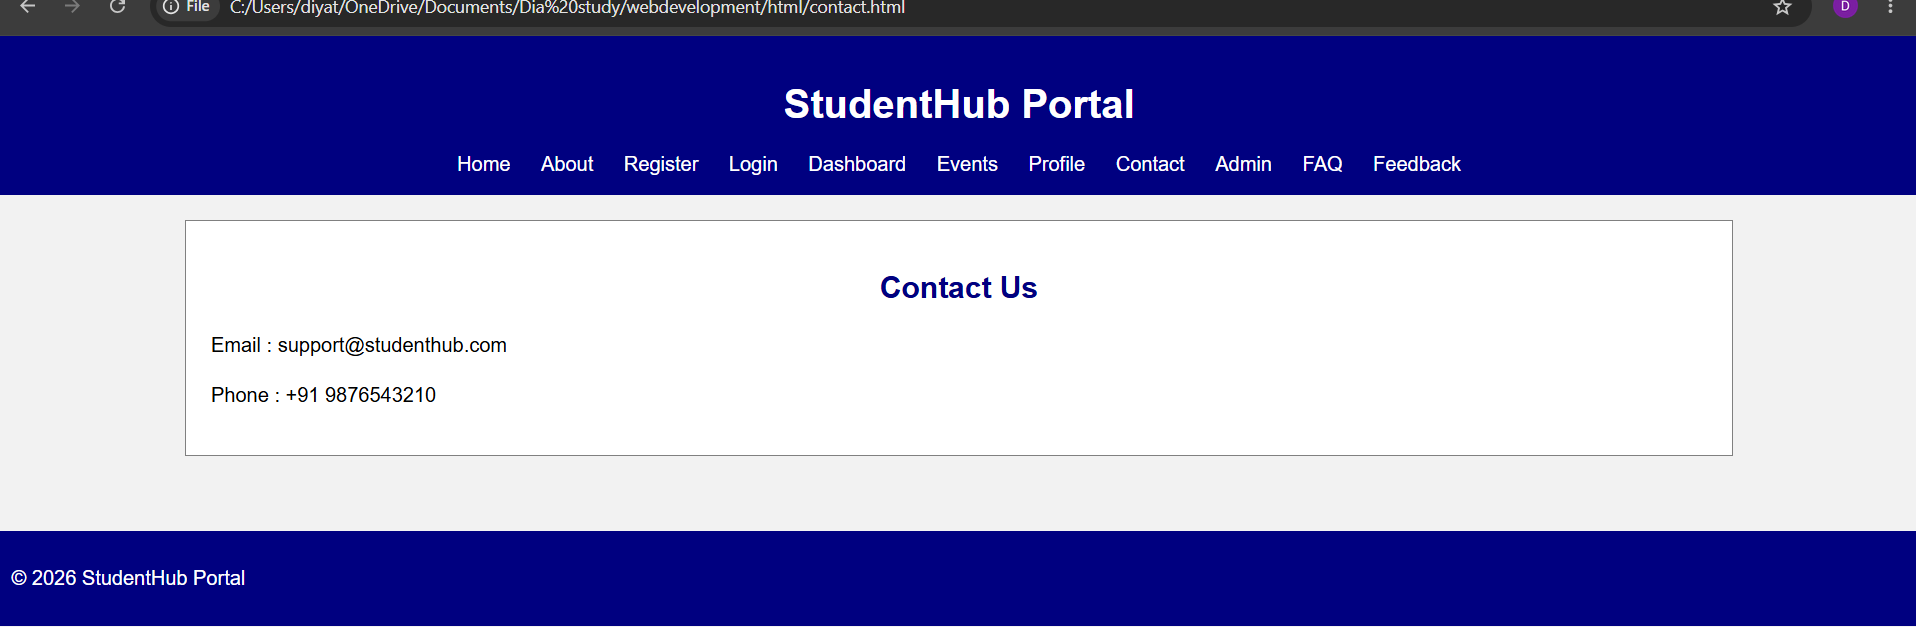 File C:/Users/diyat/OneDrive/Documents/Dia%20study/webdevelopment/html/contact.html D
StudentHub Portal
Home About Register Login Dashboard Events Profile Contact Admin FAQ Feedback
Contact Us
Email : support@studenthub.com
Phone : +91 9876543210
© 2026 StudentHub Portal